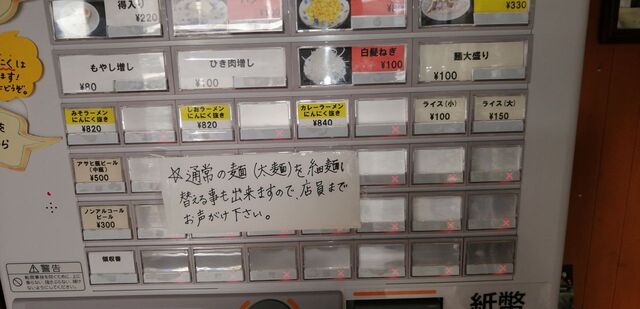 得入り
¥220
¥330
もやし増し
¥80
ひき肉増し
¥100
白髪ねぎ
¥100
麺大盛り
¥100
みそラーメン
にんにく抜き
¥820
しおラーメン
にんにく抜き
¥820
カレーラーメン
にんにく抜き
¥840
ライス(小)
¥100
ライス(大)
¥150
アサヒ瓶ビール
(中瓶)
¥500
ノンアルコール
ビール
¥300
☆通常の麺(太麺)を細麺に
替える事も出来ますので、店員まで
お声がけ下さい。
領収書
警告
紙幣